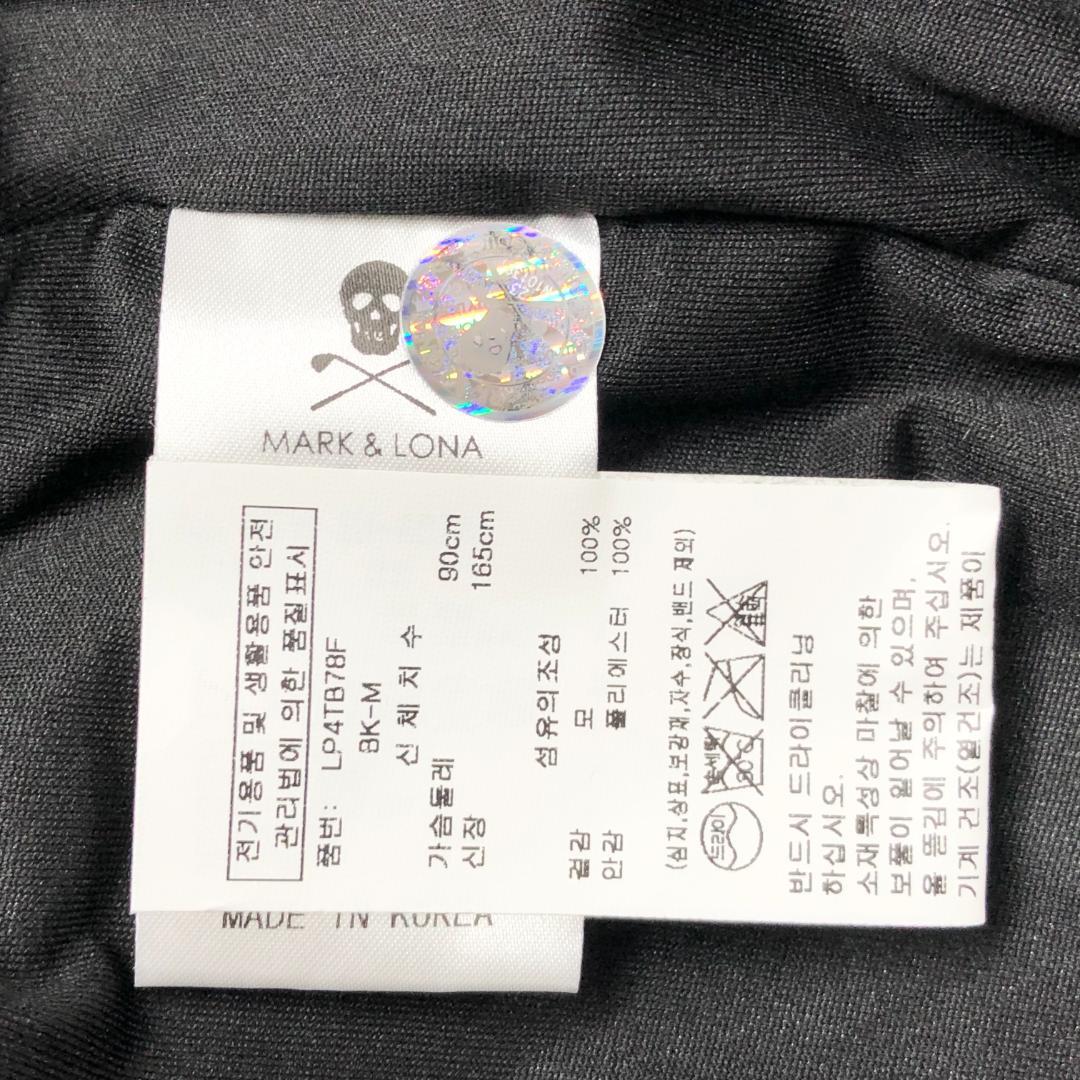 MARK & LONA
전기용품 및 생활용품 안전
관리법에 의한 품질표시
품번: LP4TB78F
BK-M
신 체 치 수
가슴둘레 90cm
신장 165cm
섬유의조성
겉감 모 100%
안감 폴리에스터 100%
(심지,상표,보강재,자수,장식,밴드 제외)
드라이
반드시 드라이클리닝
하십시오.
소재특성상 마찰에 의한
보풀이 일어날 수 있으며,
올 뜯김에 주의하여 주십시오.
기계 건조(열건조)는 제품이
MADE IN KOREA